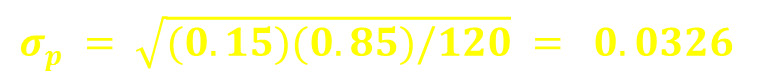 σp = √(0.15)(0.85)/120 = 0.0326